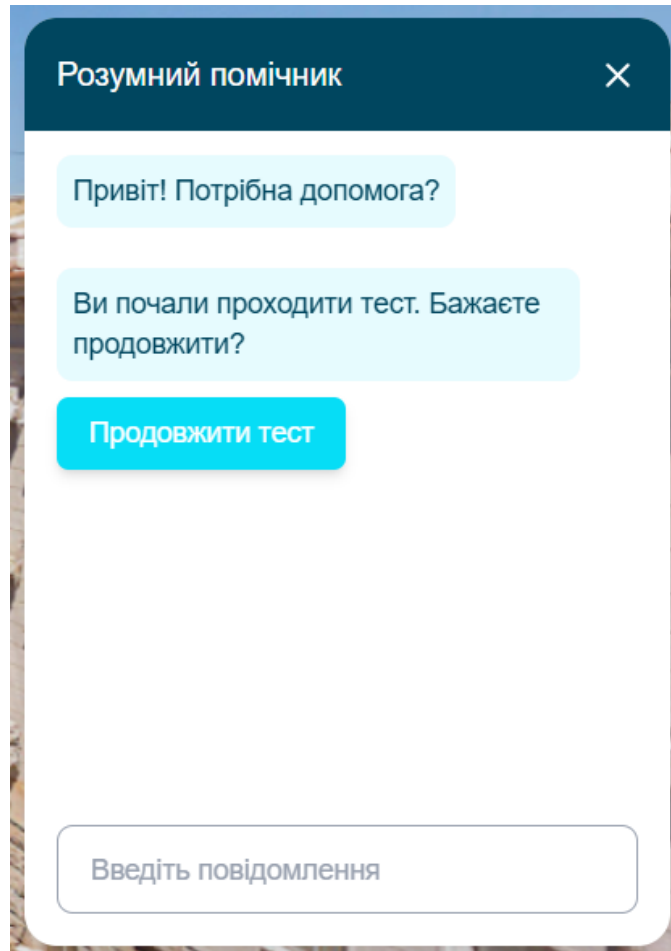 Розумний помічник
Привіт! Потрібна допомога?
Ви почали проходити тест. Бажаєте
продовжити?
Продовжити тест
Введіть повідомлення